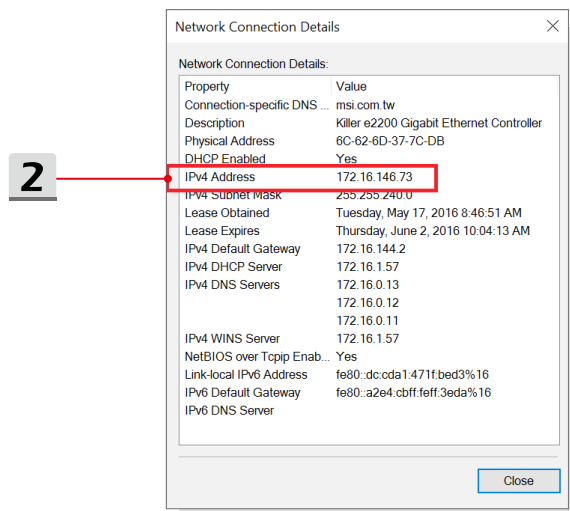 Network Connection Details
Network Connection Details:
Property Value
Connection-specific DNS ... msi.com.tw
Description Killer e2200 Gigabit Ethernet Controller
Physical Address 6C-62-6D-37-7C-DB
DHCP Enabled Yes
2 IPv4 Address 172.16.146.73
IPv4 Subnet Mask 255.255.240.0
Lease Obtained Tuesday, May 17, 2016 8:46:51 AM
Lease Expires Thursday, June 2, 2016 10:04:13 AM
IPv4 Default Gateway 172.16.144.2
IPv4 DHCP Server 172.16.1.57
IPv4 DNS Servers 172.16.0.13
172.16.0.12
172.16.0.11
IPv4 WINS Server 172.16.1.57
NetBIOS over Tcpip Enab... Yes
Link-local IPv6 Address fe80::dc:cda1:471f:bed3%16
IPv6 Default Gateway fe80::a2e4:cbff:feff:3eda%16
IPv6 DNS Server
Close